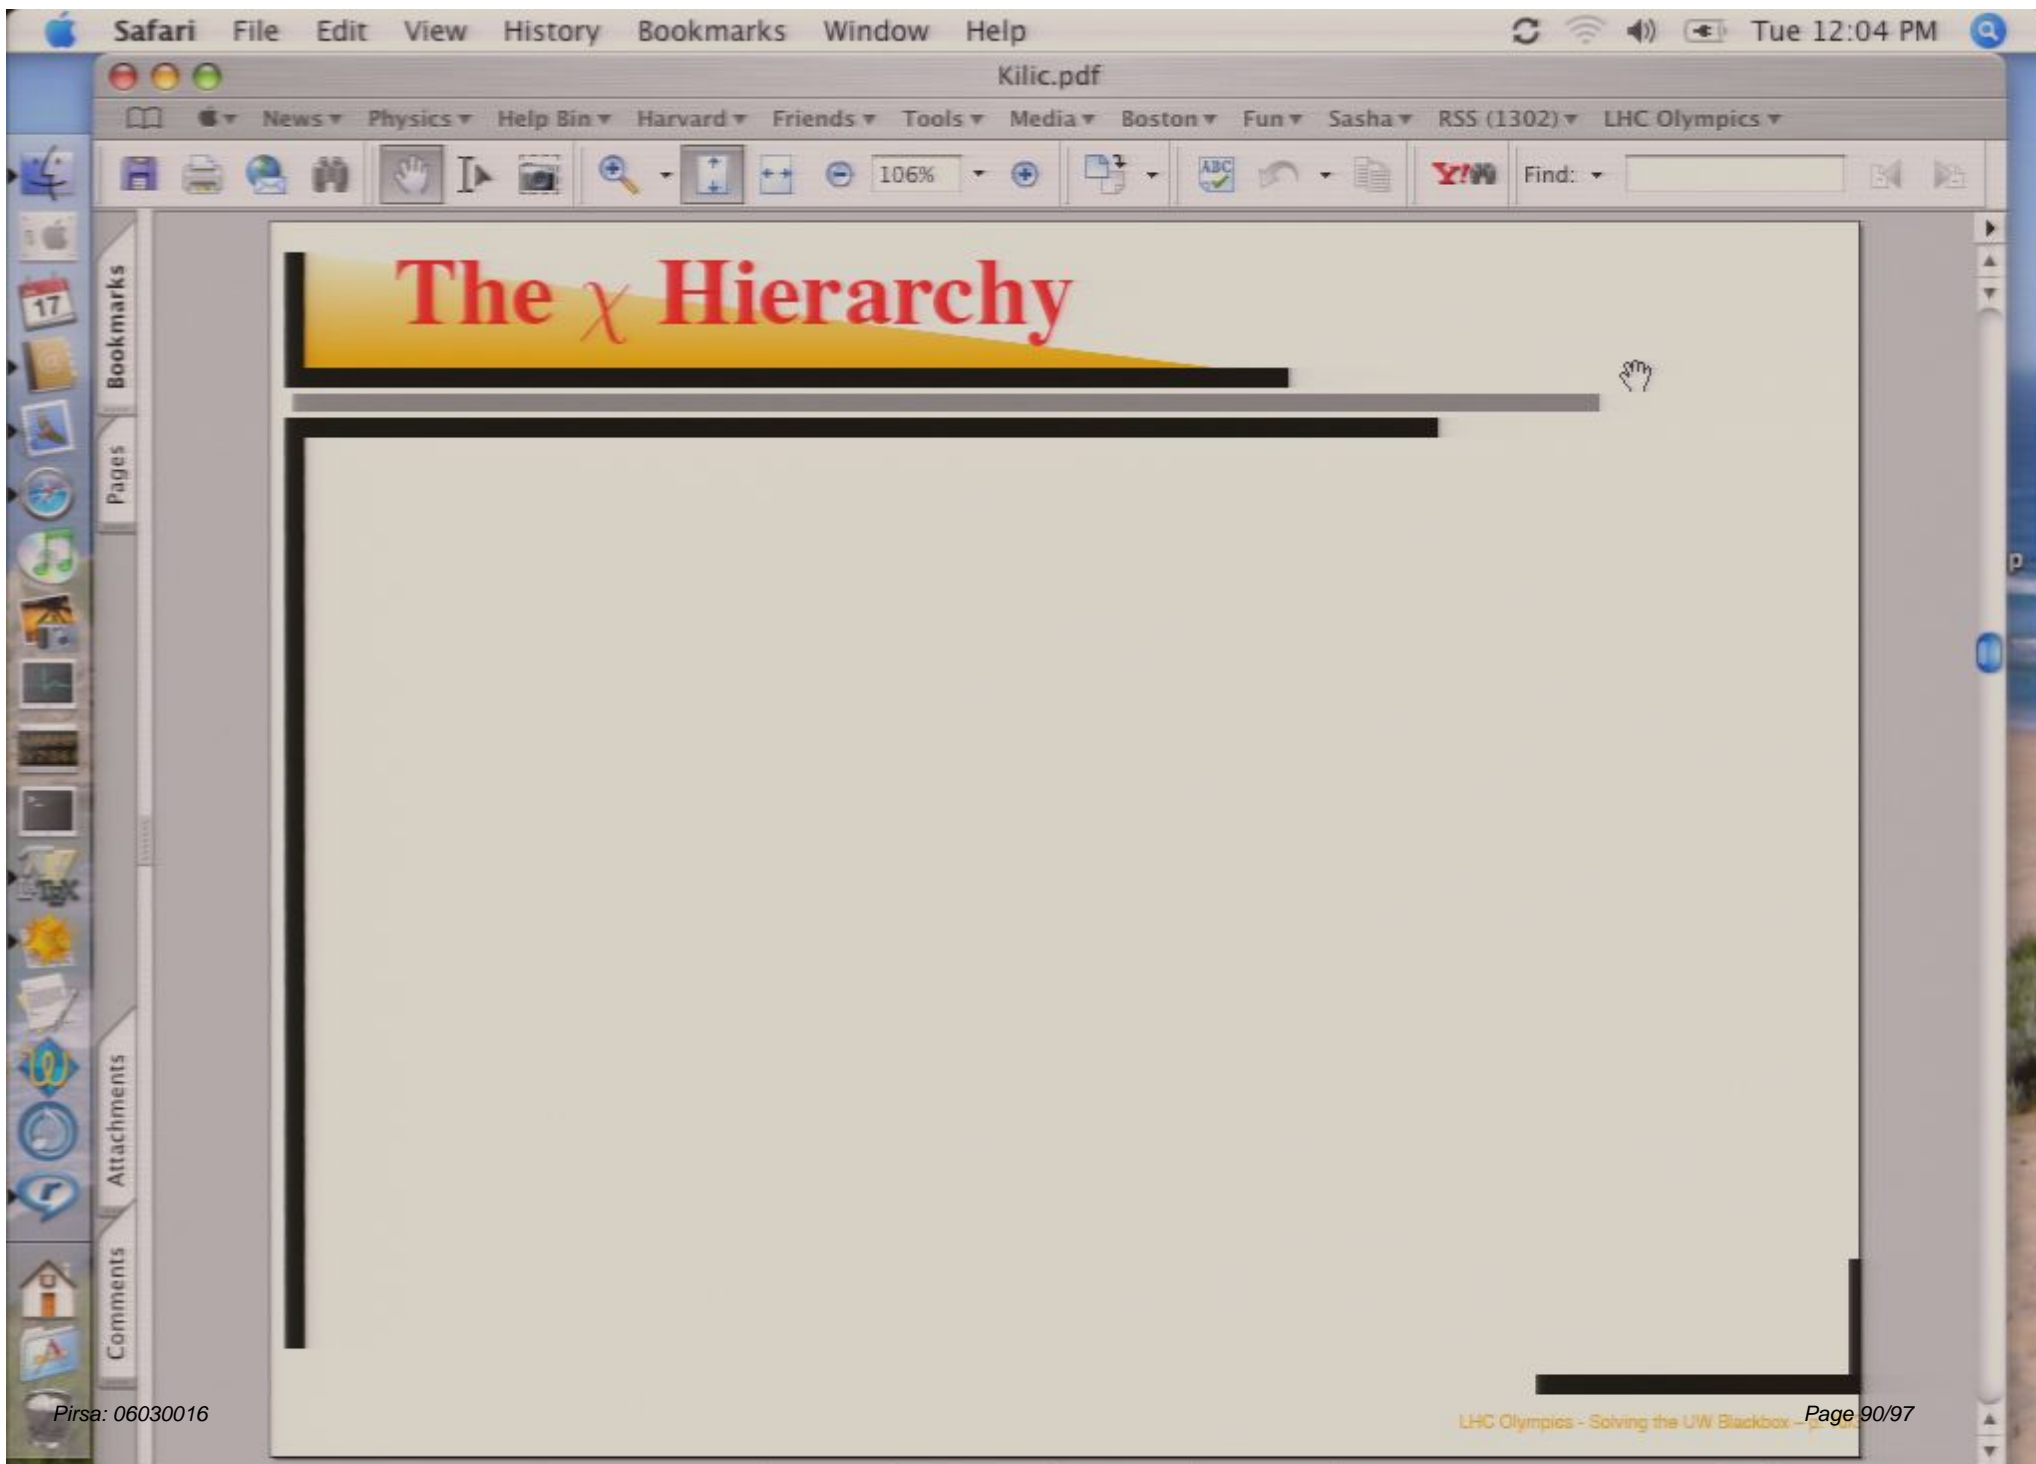 Safari File Edit View History Bookmarks Window Help Tue 12:04 PM
Kilic.pdf
News Physics Help Bin Harvard Friends Tools Media Boston Fun Sasha RSS (1302) LHC Olympics
106% ABC Y! Find:
17
Bookmarks
Pages
Attachments
Comments
The χ Hierarchy
p
LHC Olympics - Solving the UW Blackbox – p.
Pirsa: 06030016
Page 90/97